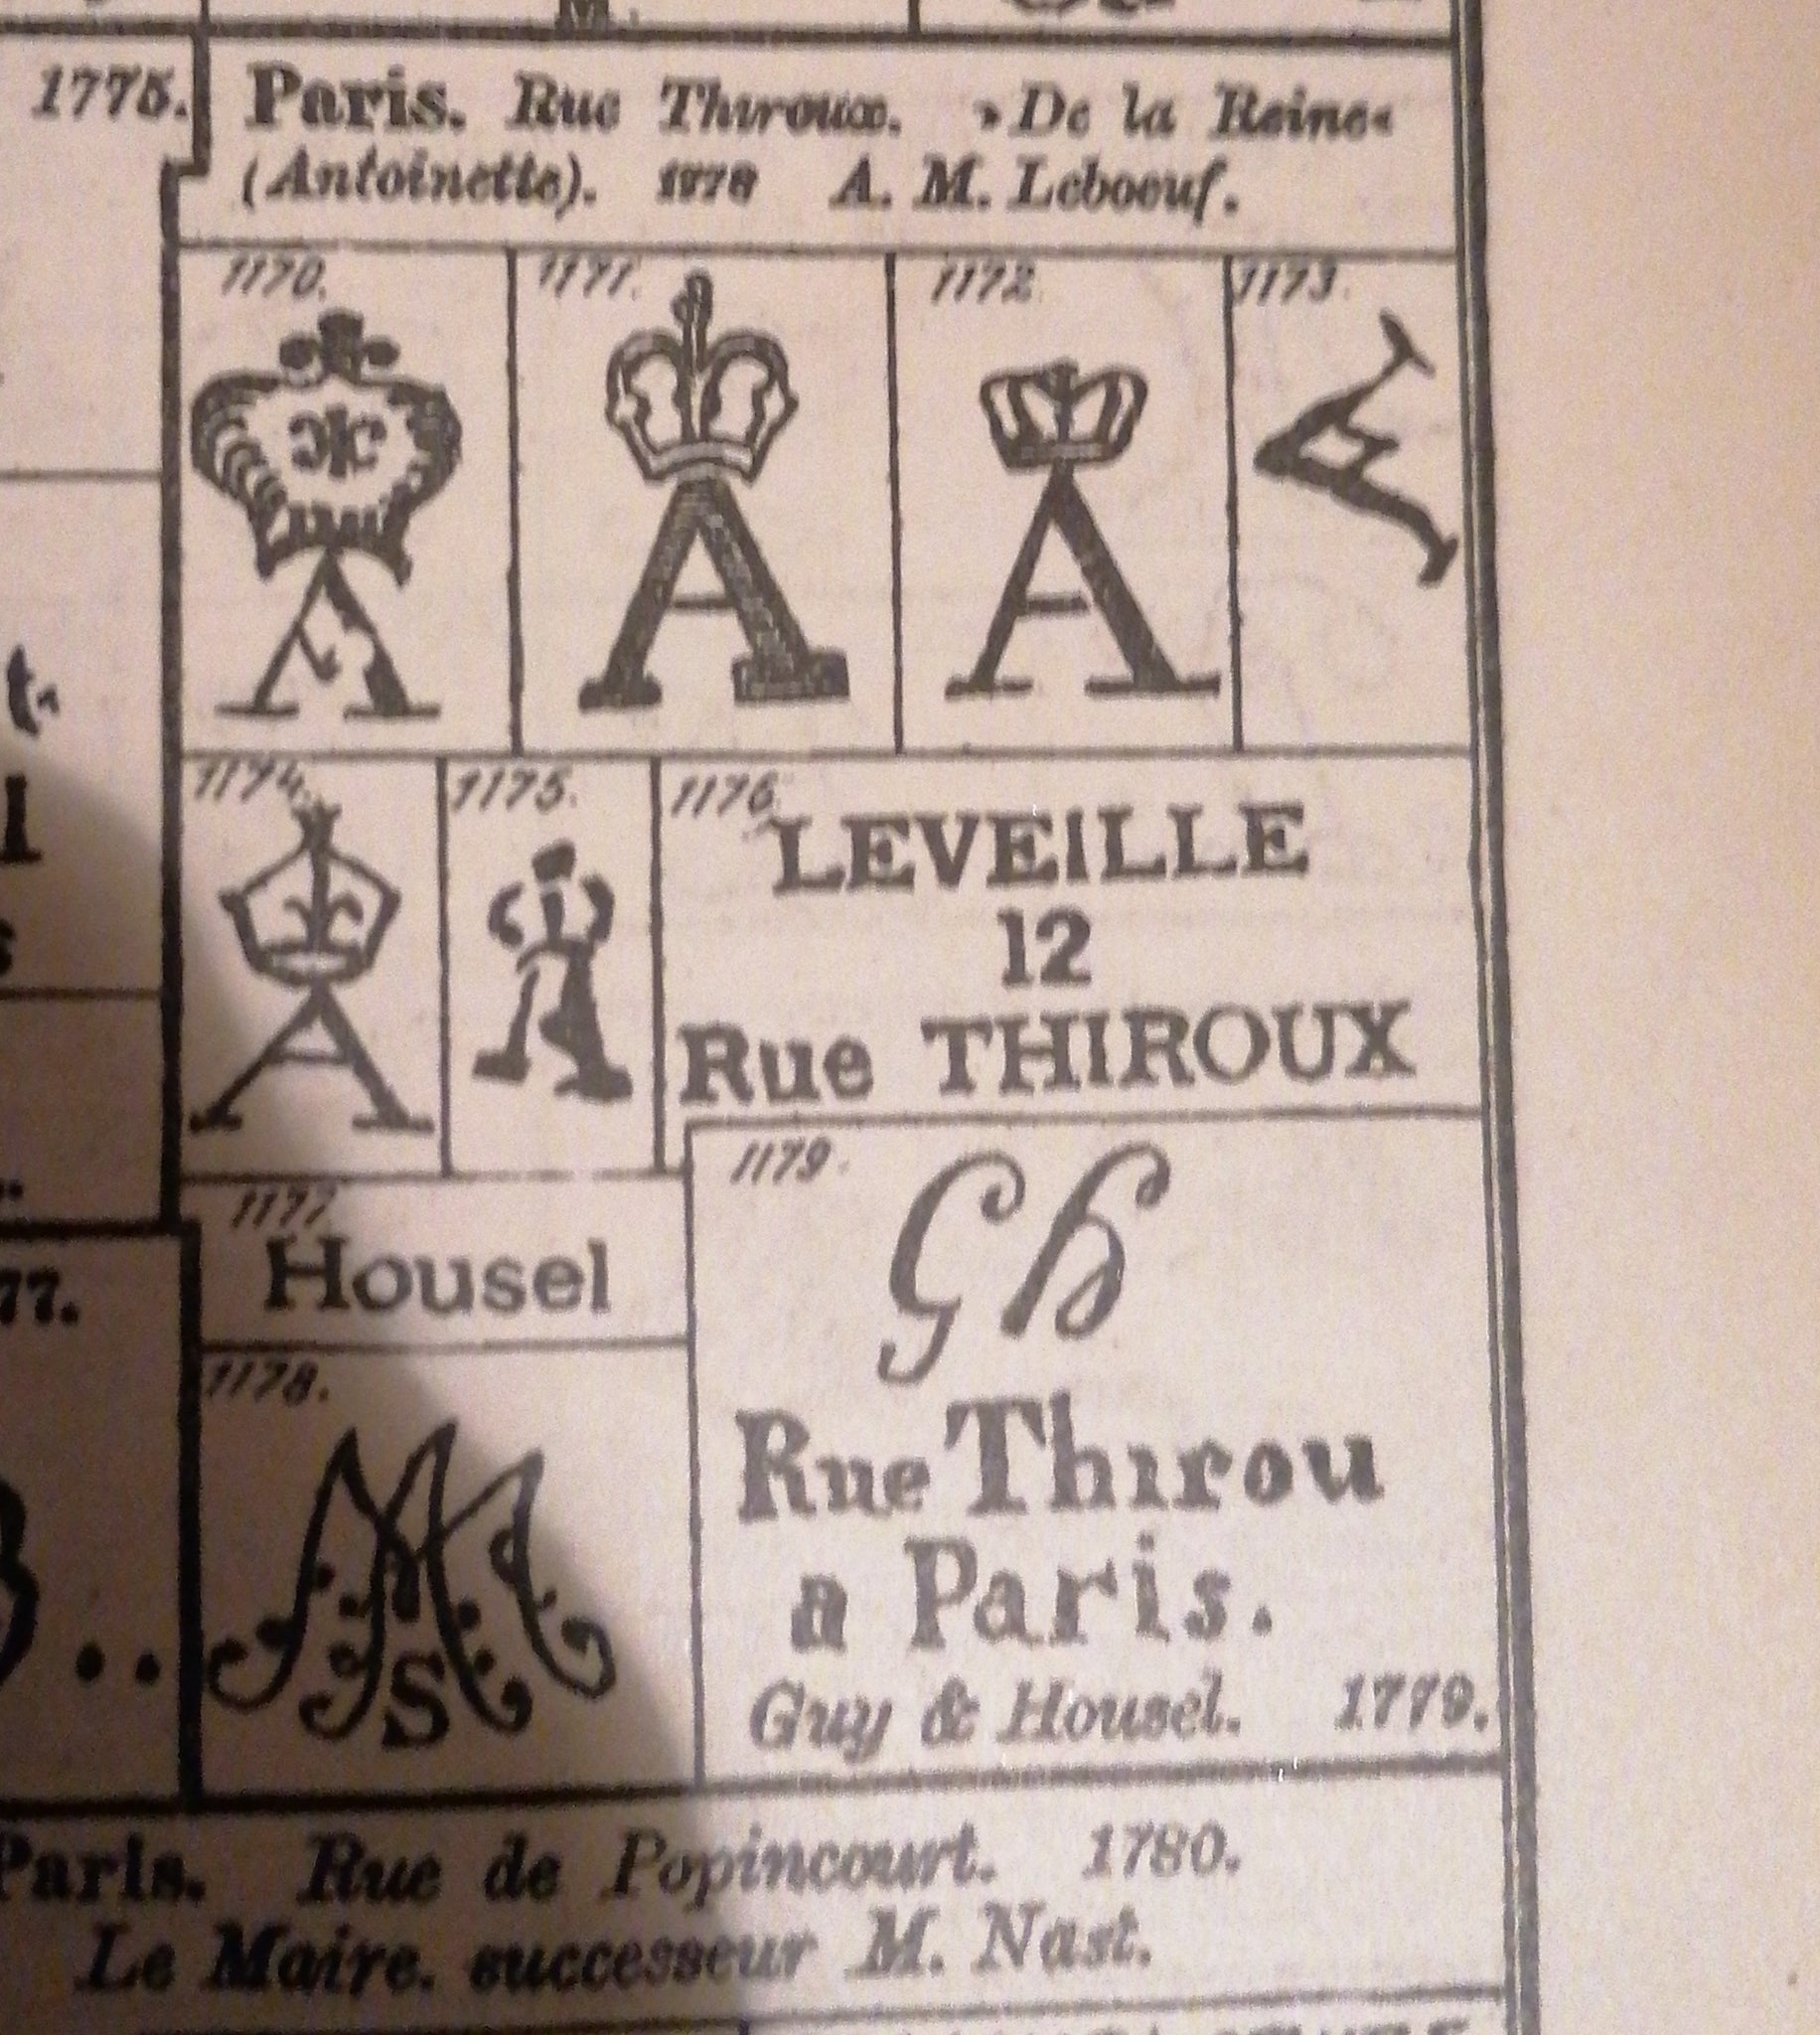 1775.
Paris. Rue Thiroux. »De la Reine«
(Antoinette). 1778 A. M. Leboeuf.
1170. 1171. 1172. 1173.
A A A A
1174. 1175. 1176.
A A
LEVEILLE
12
Rue THIROUX
1177
Housel
1178.
S
1179.
Gh
Rue Thirou
a Paris.
Guy & Housel. 1779.
77.
Paris. Rue de Popincourt. 1780.
Le Maire. successeur M. Nast.